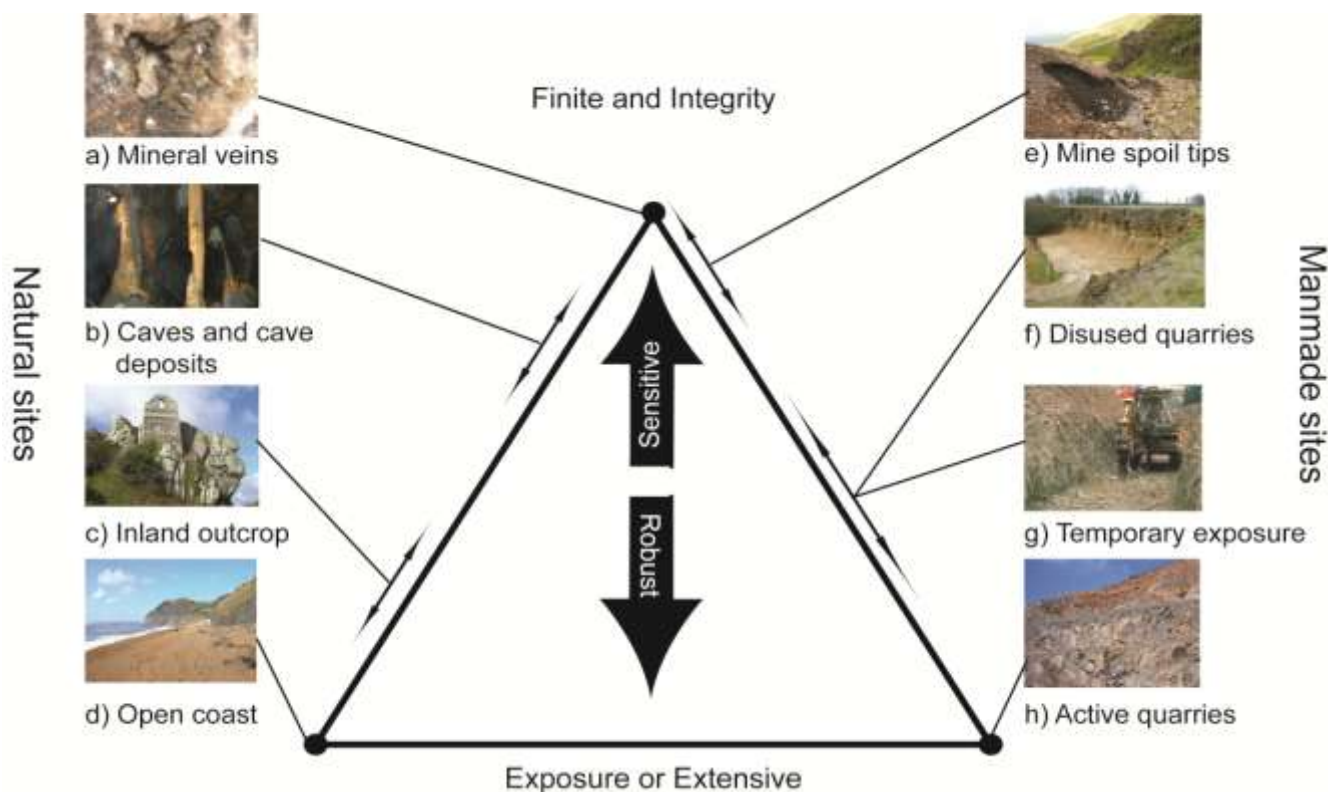 Finite and Integrity
a) Mineral veins
b) Caves and cave
deposits
c) Inland outcrop
d) Open coast
Natural sites
Sensitive
Robust
e) Mine spoil tips
f) Disused quarries
g) Temporary exposure
h) Active quarries
Manmade sites
Exposure or Extensive